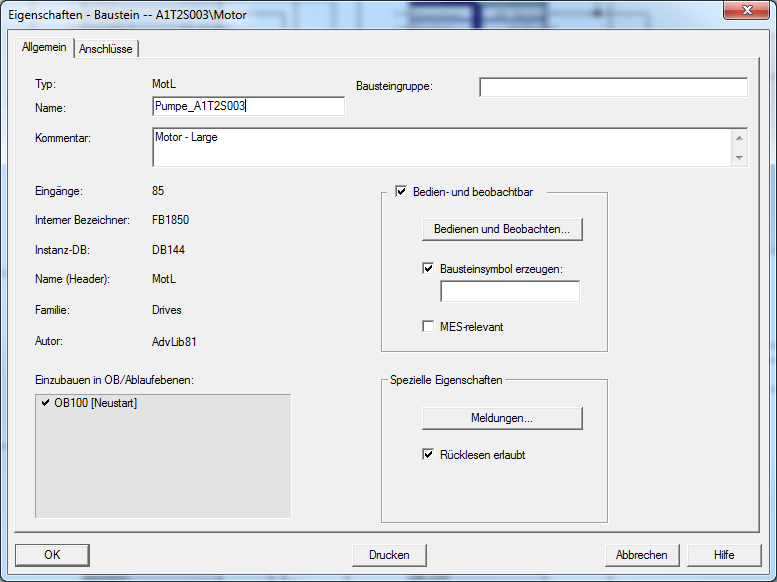 Eigenschaften - Baustein -- A1T2S003\Motor
Allgemein Anschlüsse
Typ: MotL Bausteingruppe:
Name: Pumpe_A1T2S003
Kommentar: Motor - Large
Eingänge: 85 Bedien- und beobachtbar
Interner Bezeichner: FB1850 Bedienen und Beobachten...
Instanz-DB: DB144
Bausteinsymbol erzeugen:
Name (Header): MotL
Familie: Drives
MES-relevant
Autor: AdvLib81
Einzubauen in OB/Ablaufebenen: Spezielle Eigenschaften
OB100 [Neustart]
Meldungen...
Rücklesen erlaubt
OK Drucken Abbrechen Hilfe